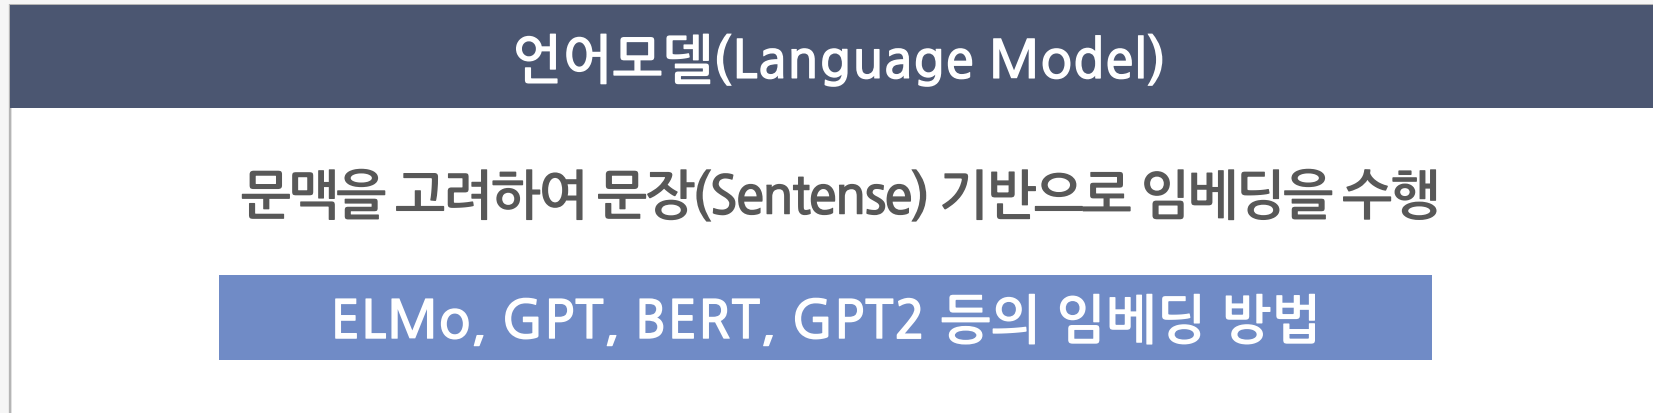 언어모델(Language Model)
문맥을 고려하여 문장(Sentense) 기반으로 임베딩을 수행
ELMo, GPT, BERT, GPT2 등의 임베딩 방법